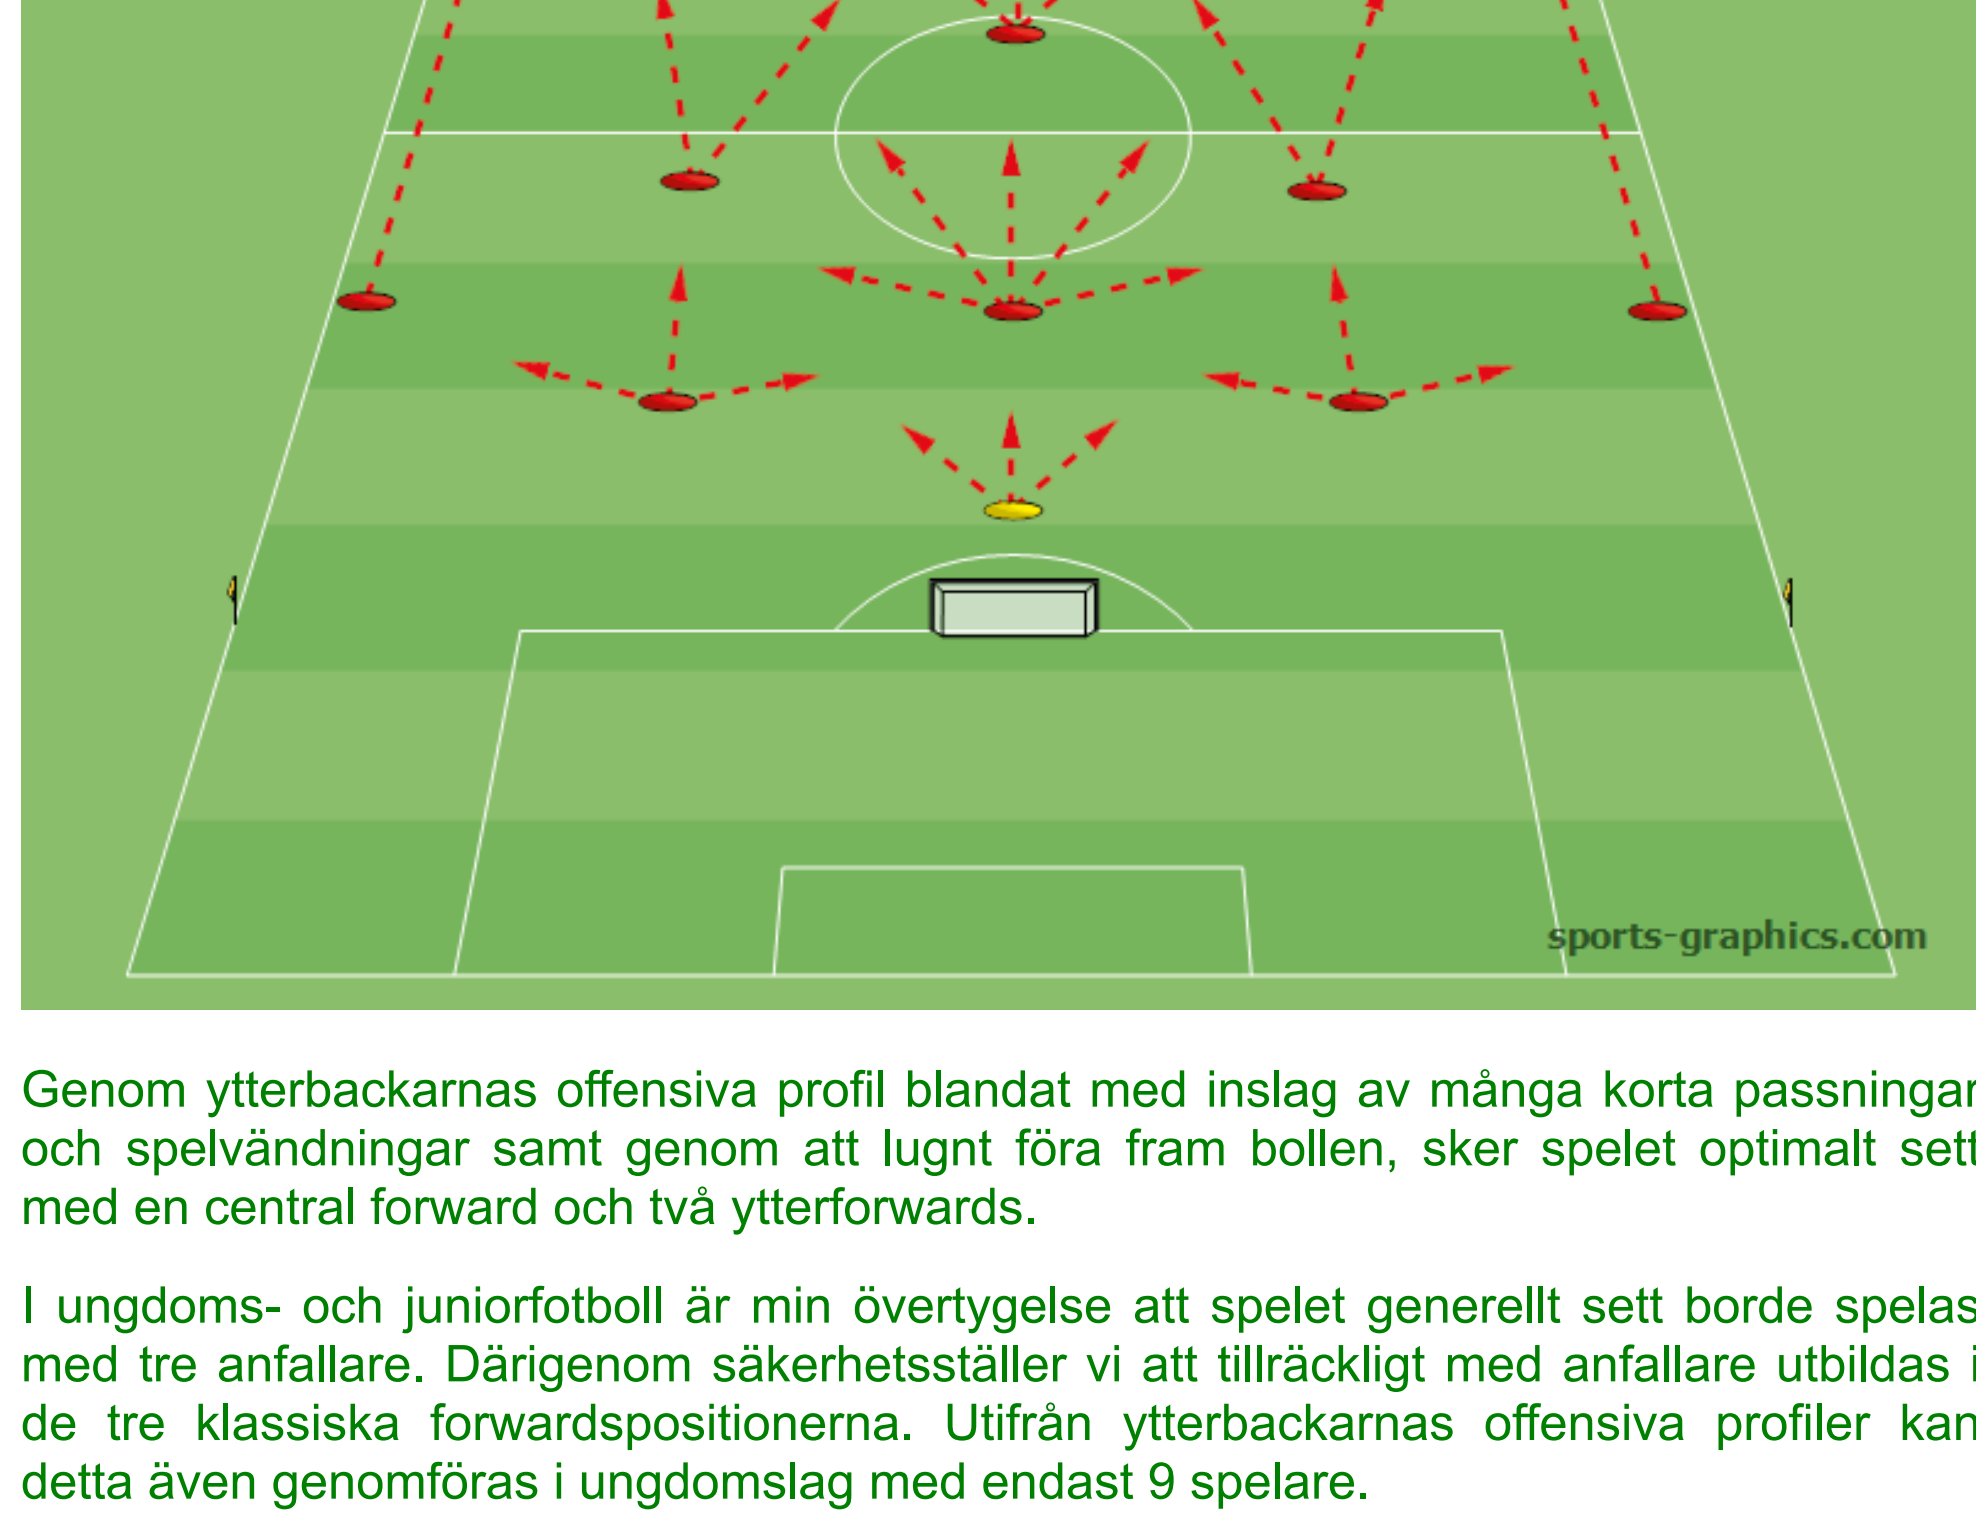 sports-graphics.com
Genom ytterbackarnas offensiva profil blandat med inslag av många korta passningar
och spelvändningar samt genom att lugnt föra fram bollen, sker spelet optimalt sett
med en central forward och två ytterforwards.
I ungdoms- och juniorfotboll är min övertygelse att spelet generellt sett borde spelas
med tre anfallare. Därigenom säkerhetsställer vi att tillräckligt med anfallare utbildas i
de tre klassiska forwardspositionerna. Utifrån ytterbackarnas offensiva profiler kan
detta även genomföras i ungdomslag med endast 9 spelare.